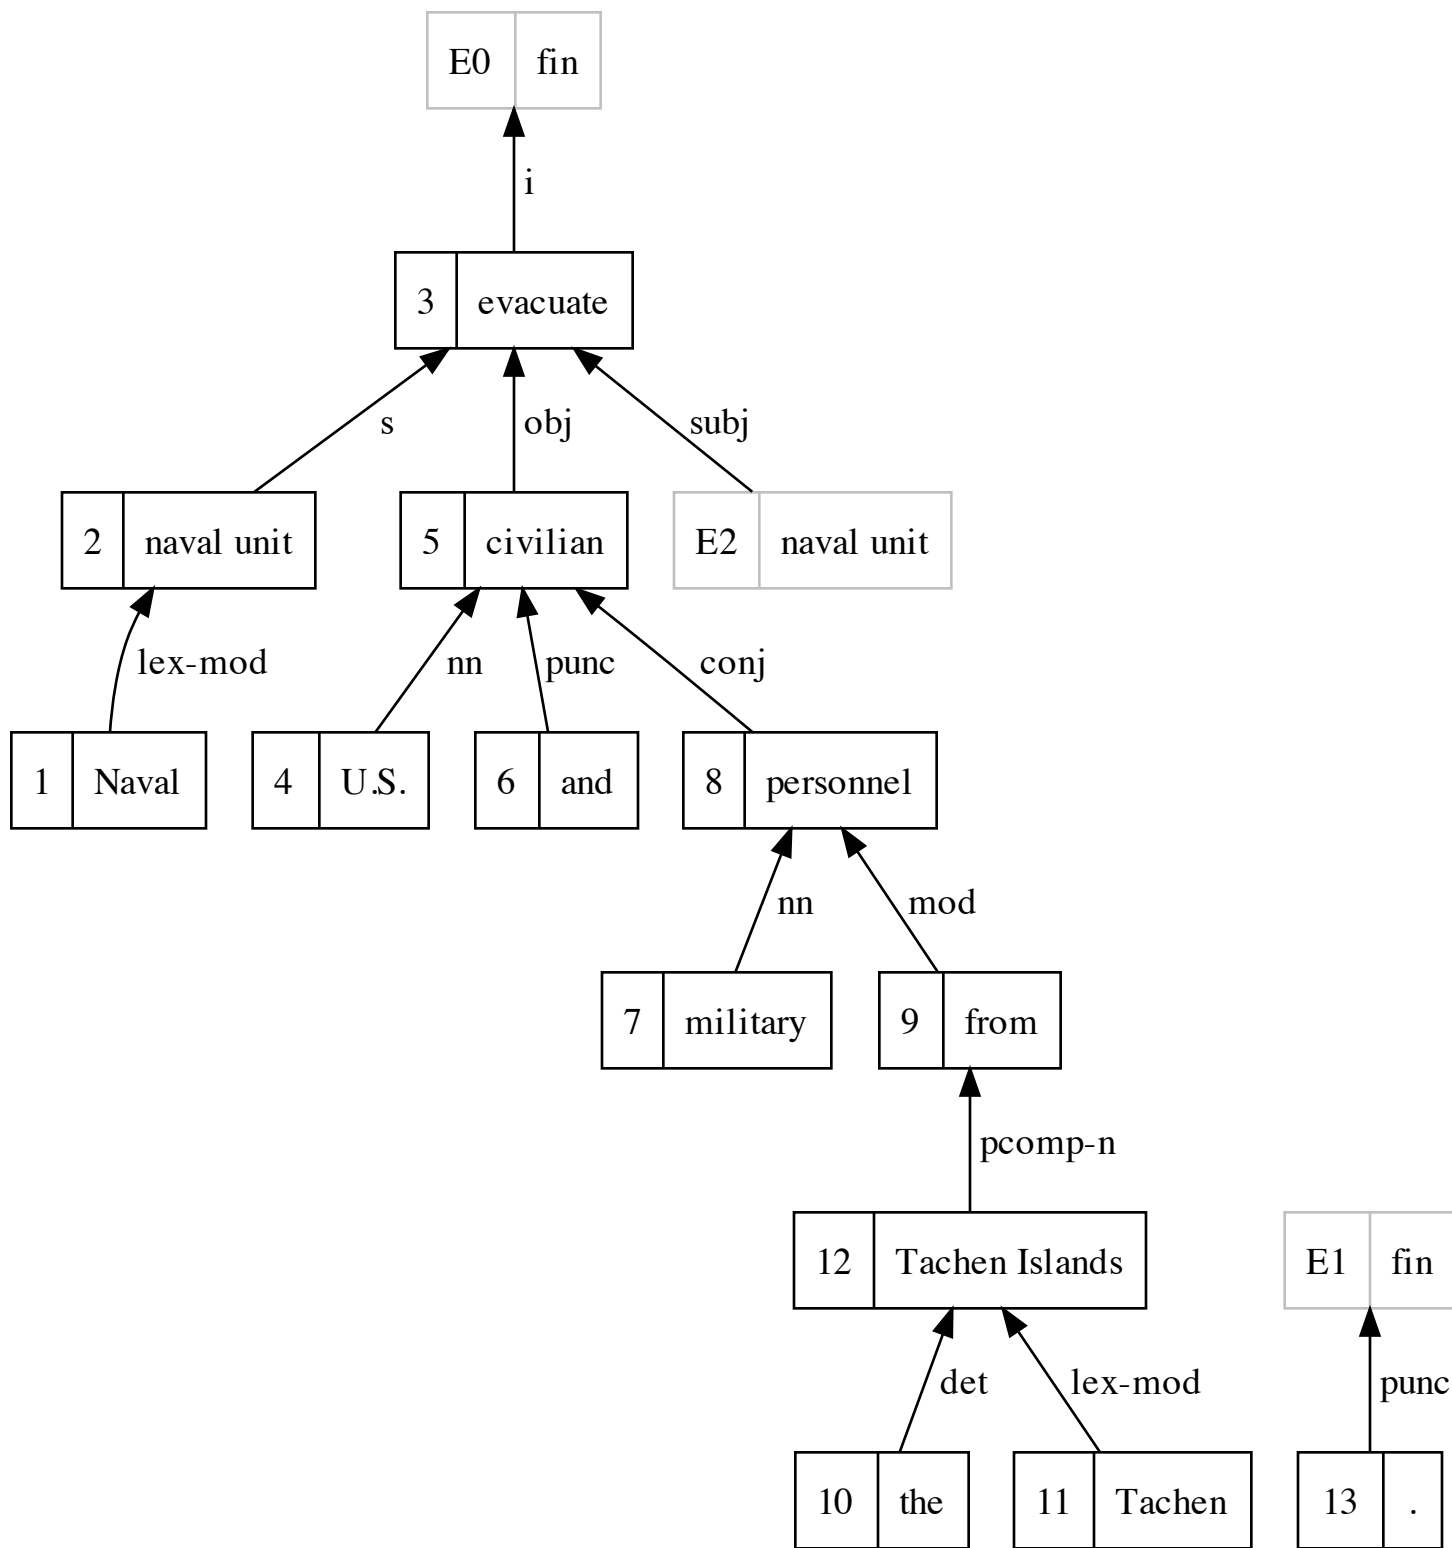 E0 fin
i
3 evacuate
s obj subj
2 naval unit 5 civilian E2 naval unit
lex-mod nn punc conj
1 Naval 4 U.S. 6 and 8 personnel
nn mod
7 military 9 from
pcomp-n
12 Tachen Islands E1 fin
det lex-mod punc
10 the 11 Tachen 13 .